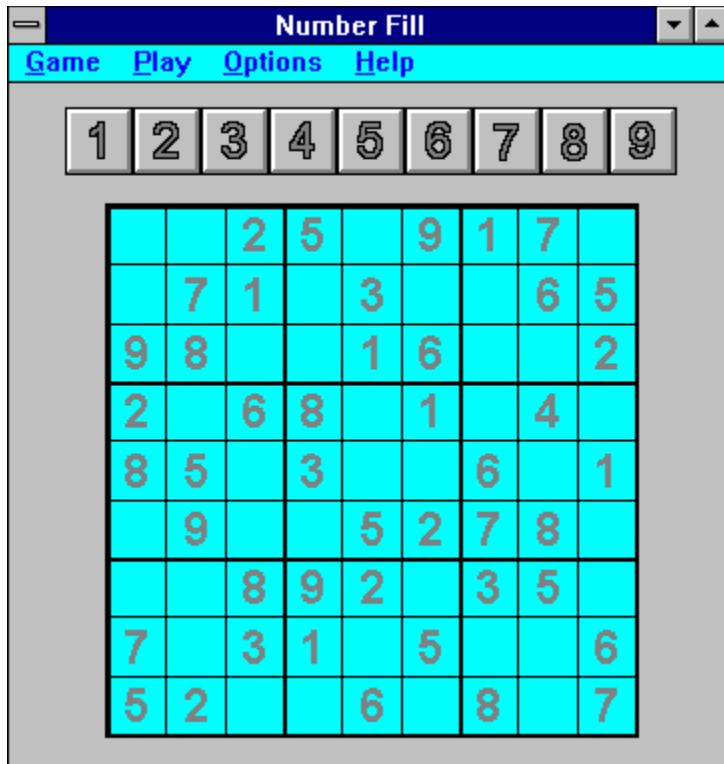 Number Fill
Game Play Options Help
1 2 3 4 5 6 7 8 9
2 5 9 1 7
7 1 3 6 5
9 8 1 6 2
2 6 8 1 4
8 5 3 6 1
9 5 2 7 8
8 9 2 3 5
7 3 1 5 6
5 2 6 8 7